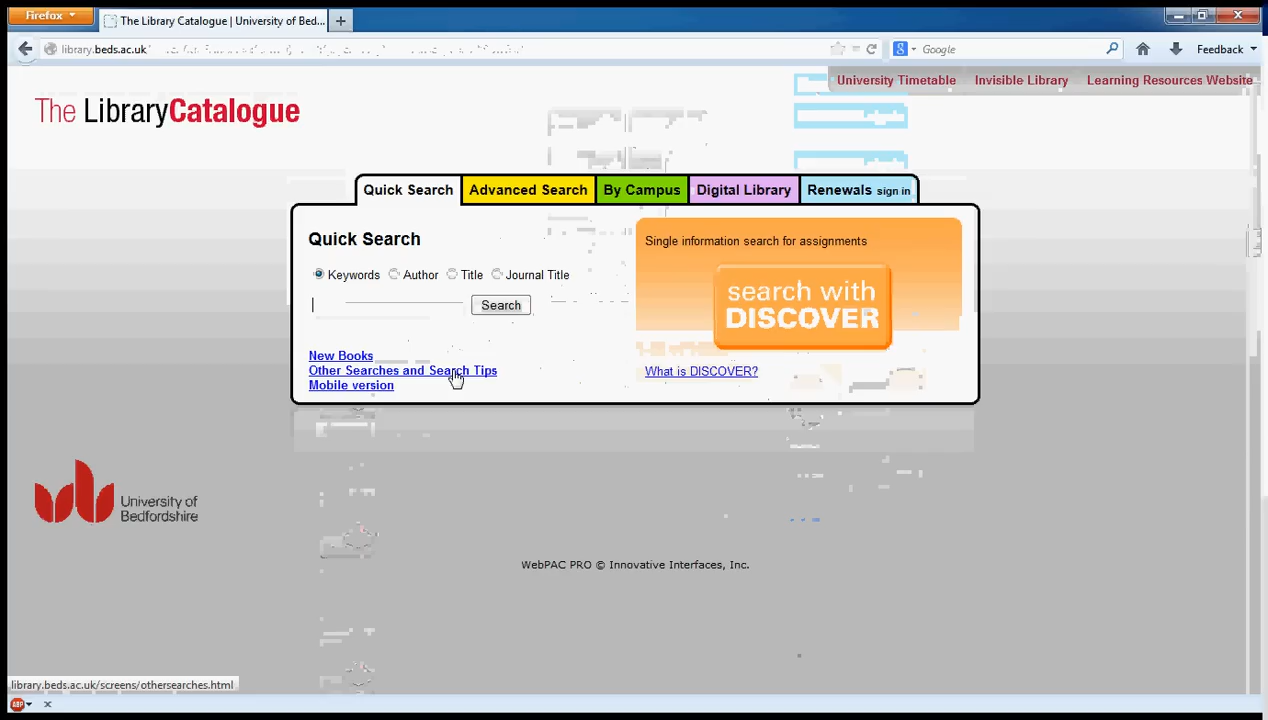 Firefox
The Library Catalogue | University of Bed...
library.beds.ac.uk
Google
Feedback
University Timetable Invisible Library Learning Resources Website
The LibraryCatalogue
Quick Search Advanced Search By Campus Digital Library Renewals sign in
Quick Search
Keywords Author Title Journal Title
Search
New Books
Other Searches and Search Tips
Mobile version
Single information search for assignments
search with
DISCOVER
What is DISCOVER?
University of
Bedfordshire
WebPAC PRO © Innovative Interfaces, Inc.
library.beds.ac.uk/screens/othersearches.html
ABP